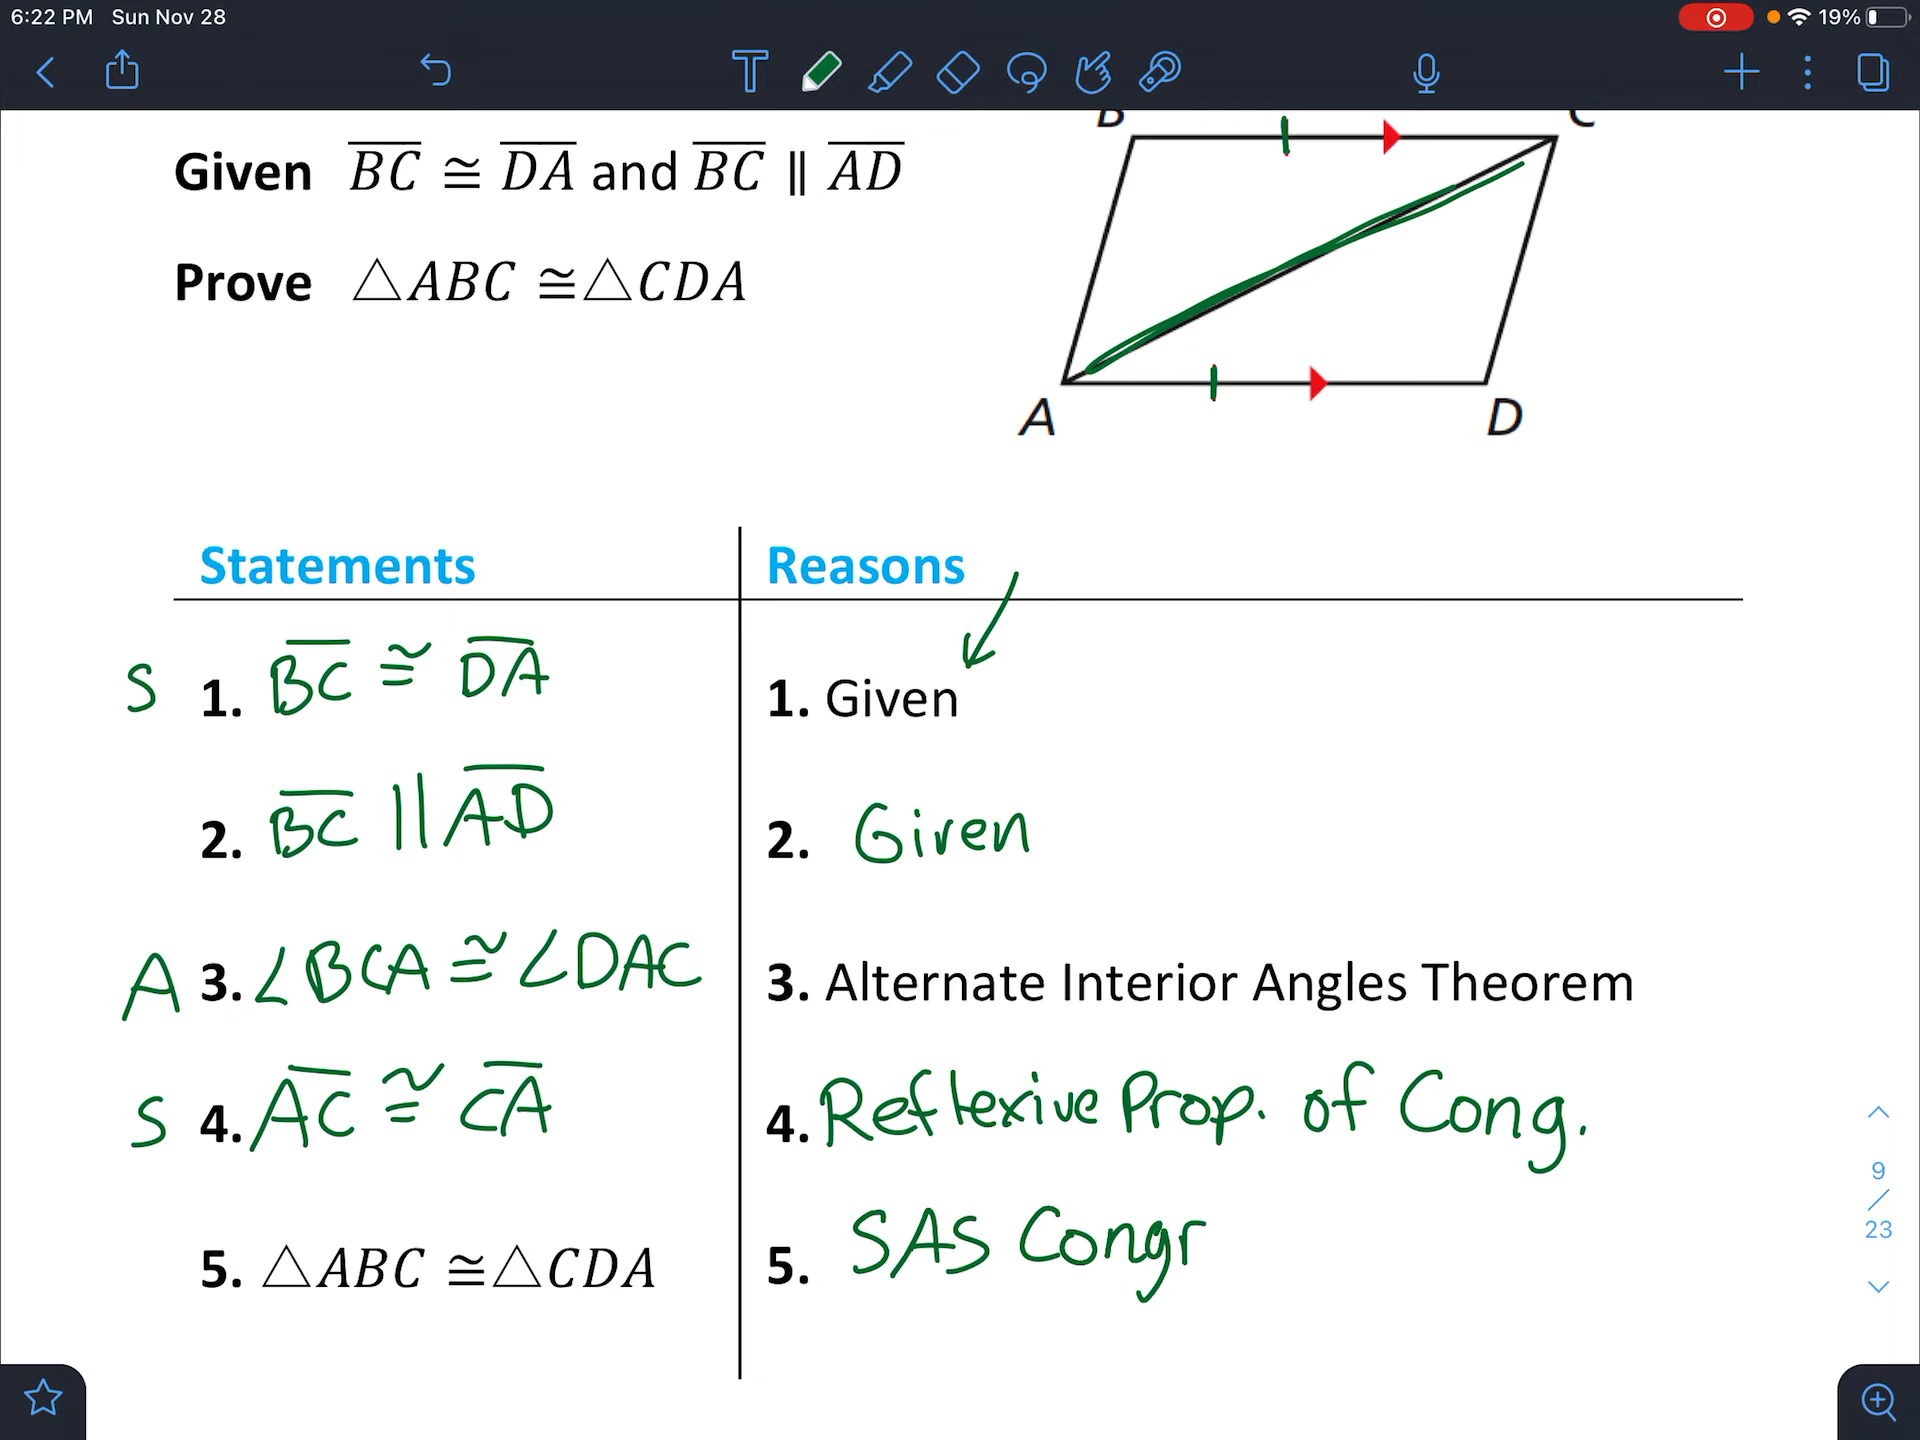 6:22 PM Sun Nov 28
19%
B C
Given BC ≅ DA and BC ∥ AD
Prove △ABC ≅ △CDA
A D
Statements Reasons
S 1. BC ≅ DA 1. Given
2. BC ∥ AD 2. Given
A 3. ∠BCA ≅ ∠DAC 3. Alternate Interior Angles Theorem
S 4. AC ≅ CA 4. Reflexive Prop. of Cong.
5. △ABC ≅ △CDA 5. SAS Congr
9
/
23